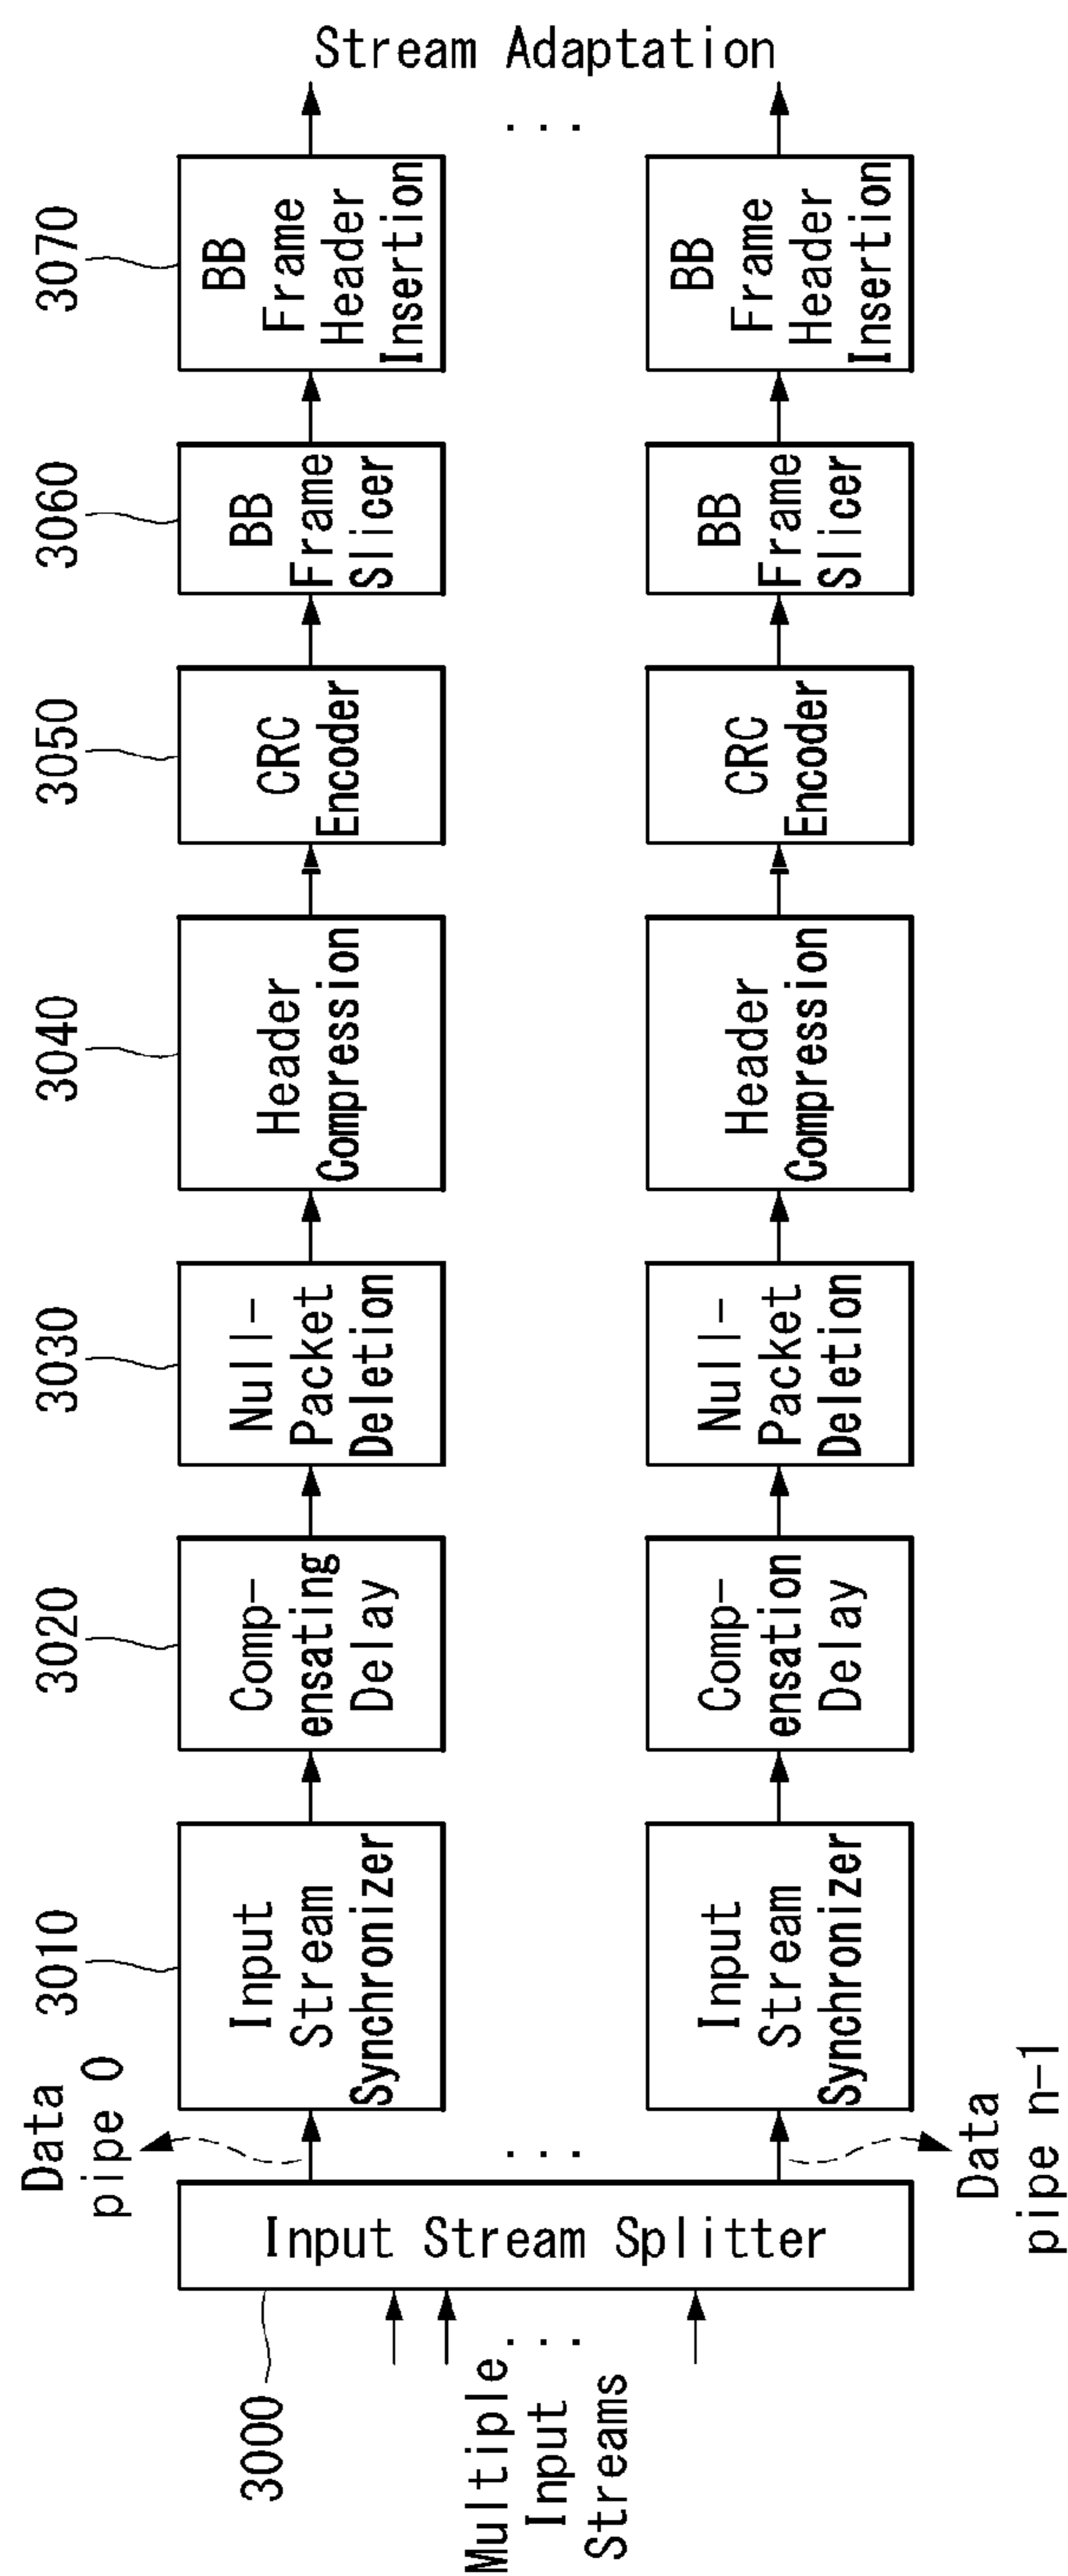 Multiple
Input
Streams
3000
Input Stream Splitter
Data
pipe 0
3010
Input
Stream
Synchronizer
3020
Comp-
ensating
Delay
3030
Null-
Packet
Deletion
3040
Header
Compression
3050
CRC
Encoder
3060
BB
Frame
Slicer
3070
BB
Frame
Header
Insertion
...
...
...
Data
pipe n-1
Input
Stream
Synchronizer
Comp-
ensation
Delay
Null-
Packet
Deletion
Header
Compression
CRC
Encoder
BB
Frame
Slicer
BB
Frame
Header
Insertion
Stream Adaptation